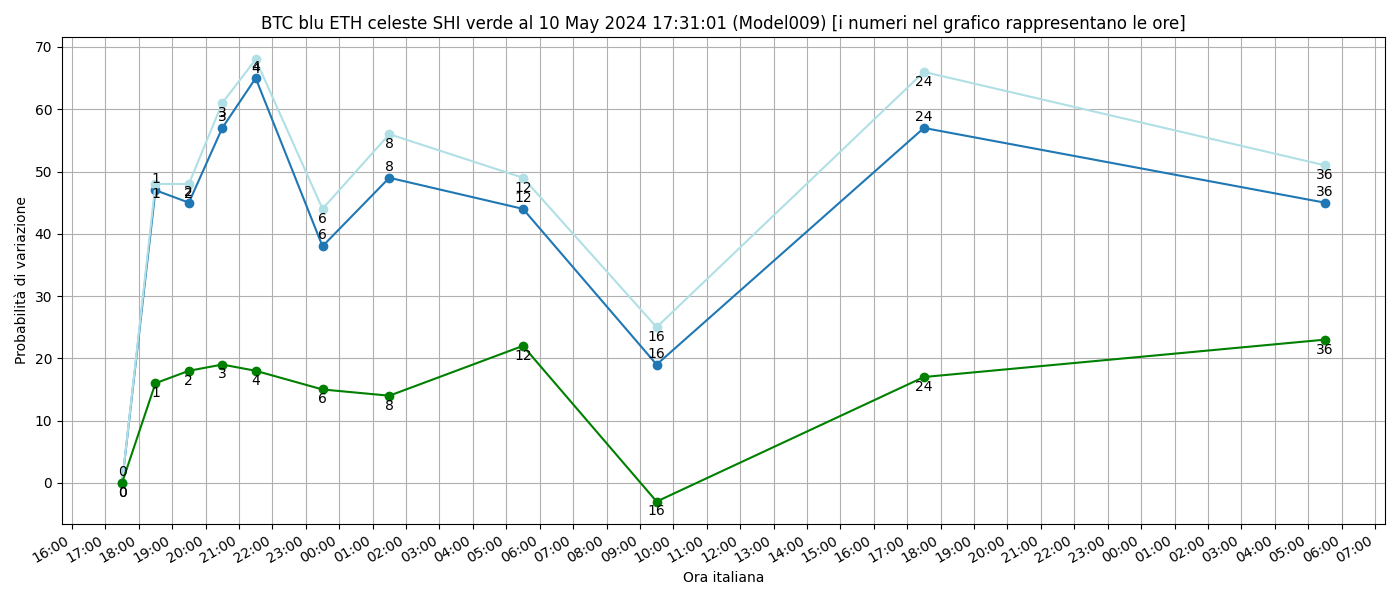 BTC blu ETH celeste SHI verde al 10 May 2024 17:31:01 (Model009) [i numeri nel grafico rappresentano le ore]
Probabilità di variazione
70
60
50
40
30
20
10
0
0 1 2 3 4 6 8 12 16 24 36
0 1 2 3 4 6 8 12 16 24 36
0 1 2 3 4 6 8 12 16 24 36
16:00 17:00 18:00 19:00 20:00 21:00 22:00 23:00 00:00 01:00 02:00 03:00 04:00 05:00 06:00 07:00 08:00 09:00 10:00 11:00 12:00 13:00 14:00 15:00 16:00 17:00 18:00 19:00 20:00 21:00 22:00 23:00 00:00 01:00 02:00 03:00 04:00 05:00 06:00 07:00
Ora italiana